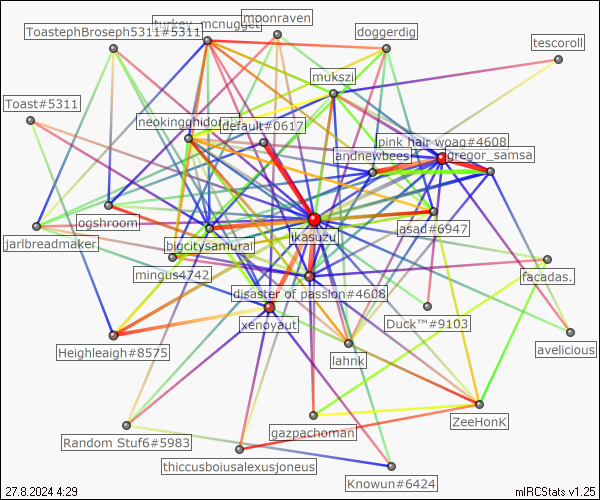 moonraven
turkey_mcnugget
ToastephBroseph5311#5311
doggerdig
tescoroll
mukszi
Toast#5311
neokingghidorah
default#0617
pink hair woag#4608
andnewbees
gregor_samsa
ogshroom
asad#6947
ikasuzu
bigcitysamurai
jarlbreadmaker
mingus4742
facadas.
disaster of passion#4608
Duck™#9103
xenoyaut
Heighleaigh#8575
avelicious
lahnk
ZeeHonK
gazpachoman
Random Stuf6#5983
thiccusboiusalexusjoneus
Knowun#6424
27.8.2024 4:29
mIRCStats v1.25